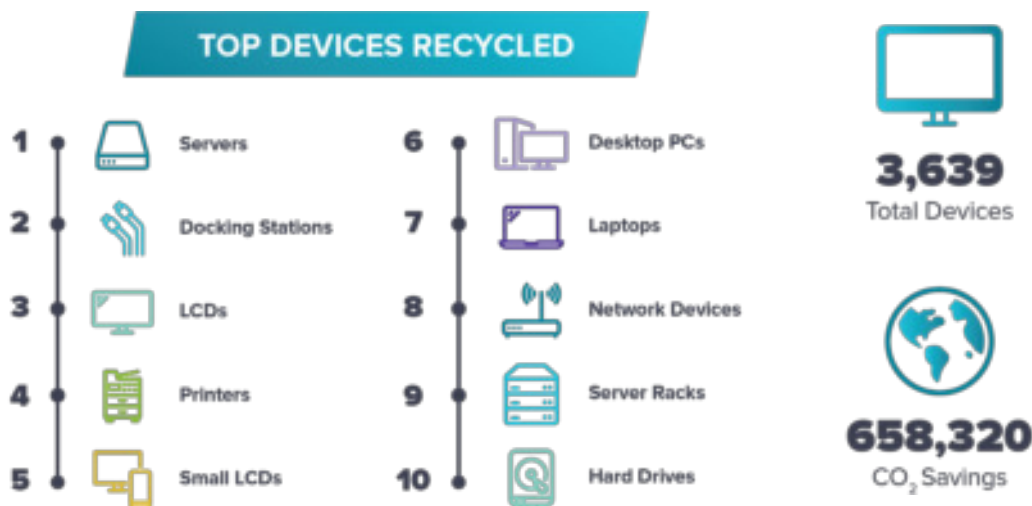 TOP DEVICES RECYCLED
1 Servers
2 Docking Stations
3 LCDs
4 Printers
5 Small LCDs
6 Desktop PCs
7 Laptops
8 Network Devices
9 Server Racks
10 Hard Drives
3,639
Total Devices
658,320
CO₂ Savings